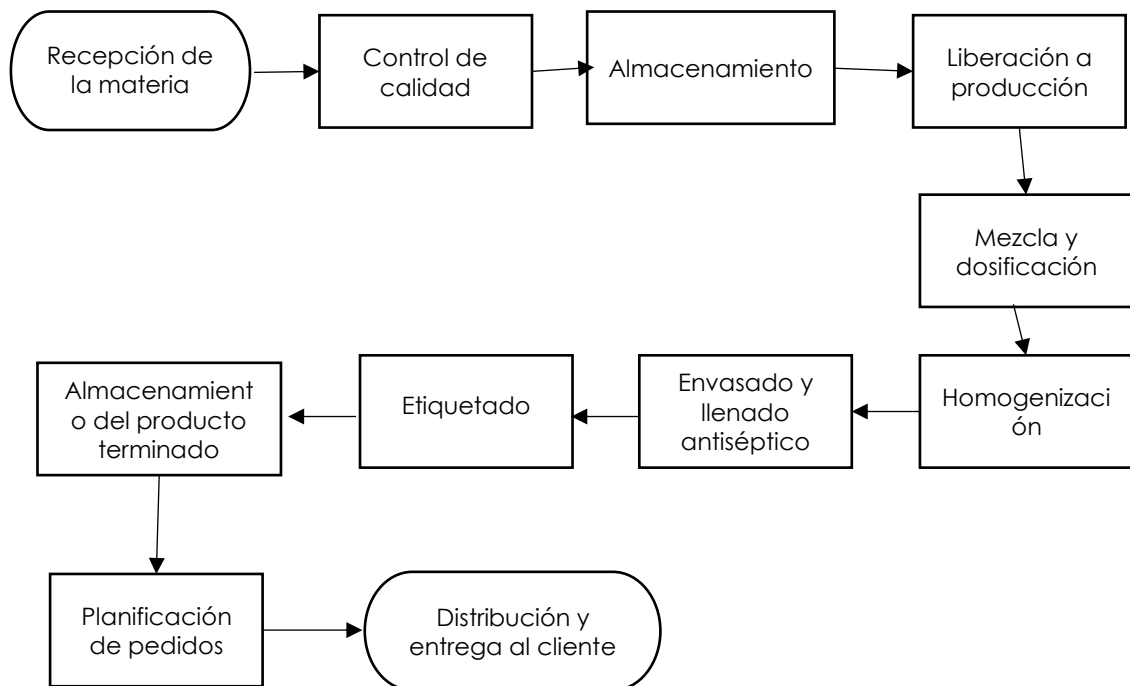 Recepción de
la materia
Control de
calidad
Almacenamiento
Liberación a
producción
Mezcla y
dosificación
Homogenizaci
ón
Envasado y
llenado
antiséptico
Etiquetado
Almacenamient
o del producto
terminado
Planificación
de pedidos
Distribución y
entrega al cliente